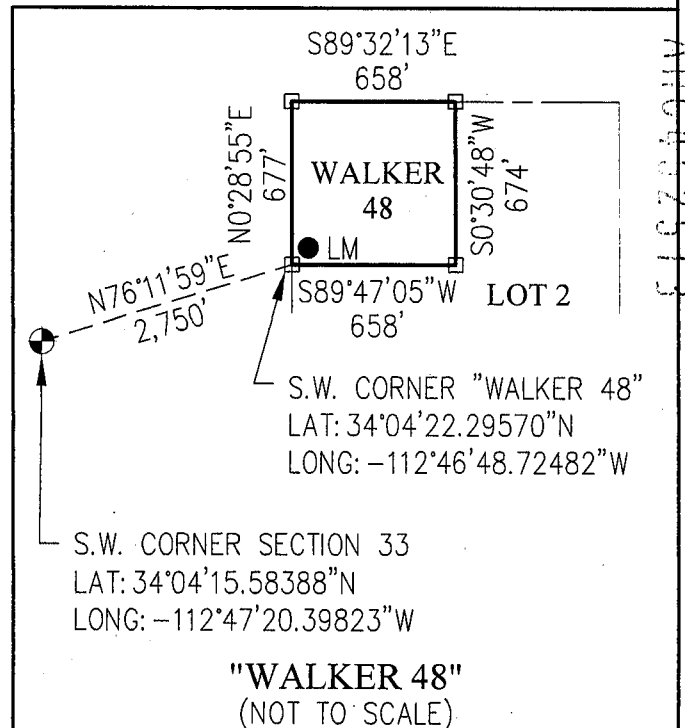 S89°32'13"E
658'
N0°28'55"E
677'
WALKER
48
S0°30'48"W
674'
LM
N76°11'59"E
2,750'
S89°47'05"W
658'
LOT 2
S.W. CORNER "WALKER 48"
LAT: 34°04'22.29570"N
LONG: -112°46'48.72482"W
S.W. CORNER SECTION 33
LAT: 34°04'15.58388"N
LONG: -112°47'20.39823"W
"WALKER 48"
(NOT TO SCALE)